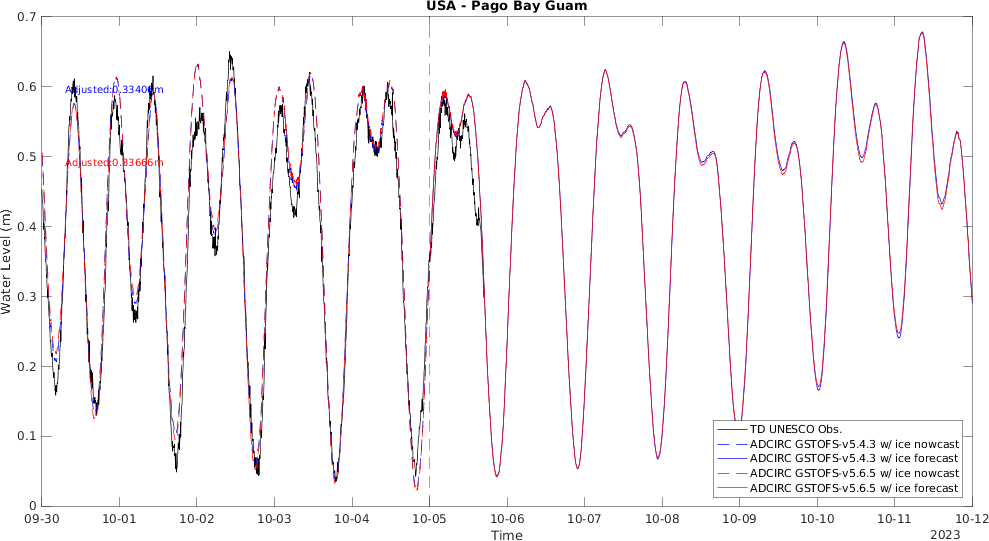 USA - Pago Bay Guam
0.7
0.6
0.5
0.4
0.3
0.2
0.1
0
Water Level (m)
Adjusted:0.33406m
Adjusted:0.33666m
TD UNESCO Obs.
ADCIRC GSTOFS-v5.4.3 w/ ice nowcast
ADCIRC GSTOFS-v5.4.3 w/ ice forecast
ADCIRC GSTOFS-v5.6.5 w/ ice nowcast
ADCIRC GSTOFS-v5.6.5 w/ ice forecast
09-30 10-01 10-02 10-03 10-04 10-05 10-06 10-07 10-08 10-09 10-10 10-11 10-12
Time
2023